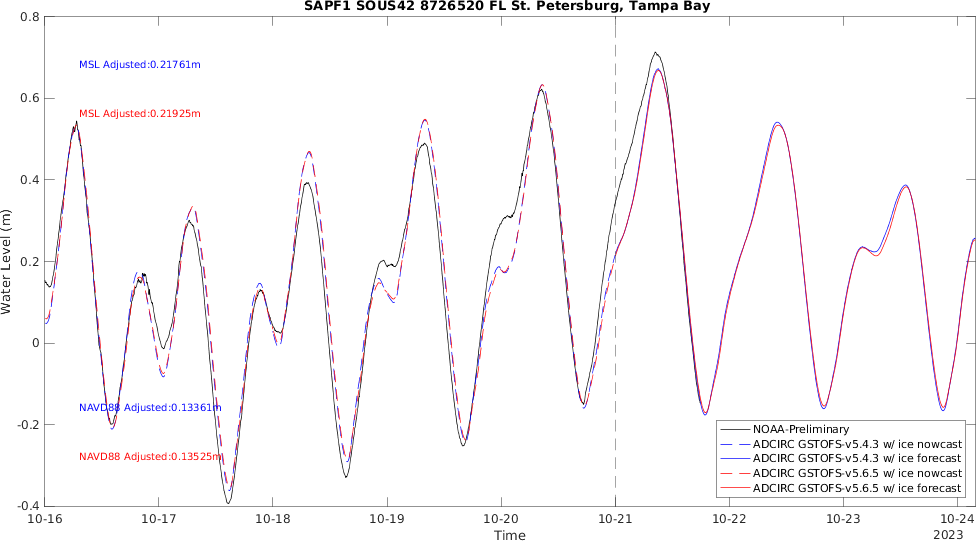 SAPF1 SOUS42 8726520 FL St. Petersburg, Tampa Bay
0.8
MSL Adjusted:0.21761m
0.6
MSL Adjusted:0.21925m
0.4
0.2
Water Level (m)
0
NAVD88 Adjusted:0.13361m
-0.2
NAVD88 Adjusted:0.13525m
-0.4
NOAA-Preliminary
ADCIRC GSTOFS-v5.4.3 w/ ice nowcast
ADCIRC GSTOFS-v5.4.3 w/ ice forecast
ADCIRC GSTOFS-v5.6.5 w/ ice nowcast
ADCIRC GSTOFS-v5.6.5 w/ ice forecast
10-16 10-17 10-18 10-19 10-20 10-21 10-22 10-23 10-24
Time
2023